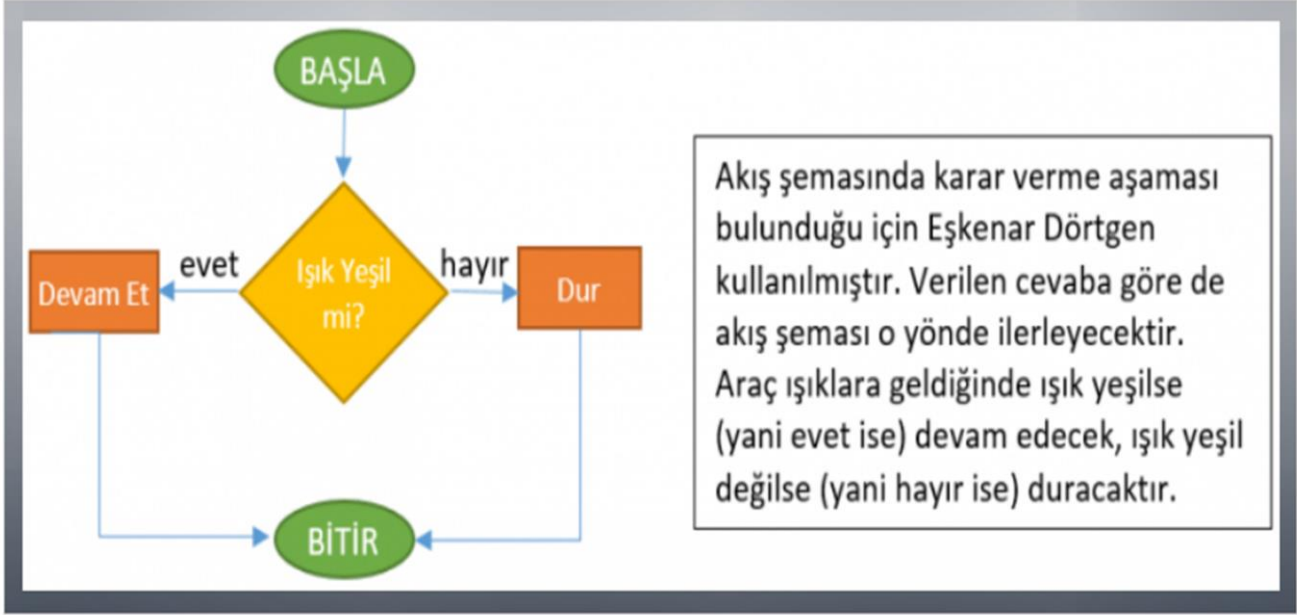 BAŞLA
Işık Yeşil
mi?
evet
hayır
Devam Et
Dur
BİTİR
Akış şemasında karar verme aşaması
bulunduğu için Eşkenar Dörtgen
kullanılmıştır. Verilen cevaba göre de
akış şeması o yönde ilerleyecektir.
Araç ışıklara geldiğinde ışık yeşilse
(yani evet ise) devam edecek, ışık yeşil
değilse (yani hayır ise) duracaktır.